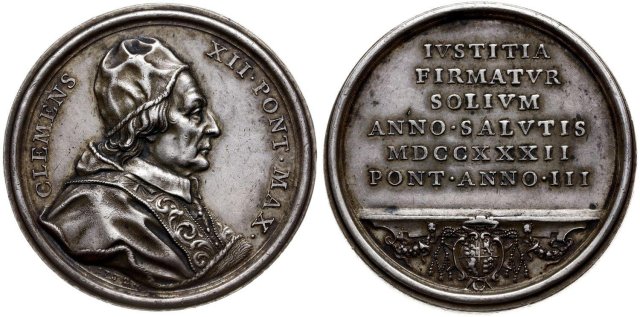 CLEMENS XII · PONT · MAX ·
IVSTITIA
FIRMATVR
SOLIVM
ANNO · SALVTIS
MDCCXXXII
PONT · ANNO · III